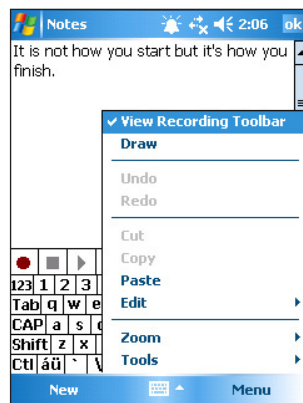 Notes 2:06 ok
It is not how you start but it's how you
finish.
View Recording Toolbar
Draw
Undo
Redo
Cut
Copy
Paste
Edit
Zoom
Tools
123 1 2 3
Tab q w e
CAP a s d
Shift z x
Ctl áü ` \
New Menu